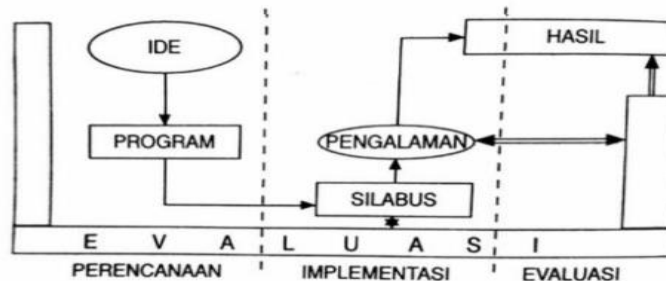 IDE
HASIL
PROGRAM
PENGALAMAN
SILABUS
E V A L U A S I
PERENCANAAN IMPLEMENTASI EVALUASI